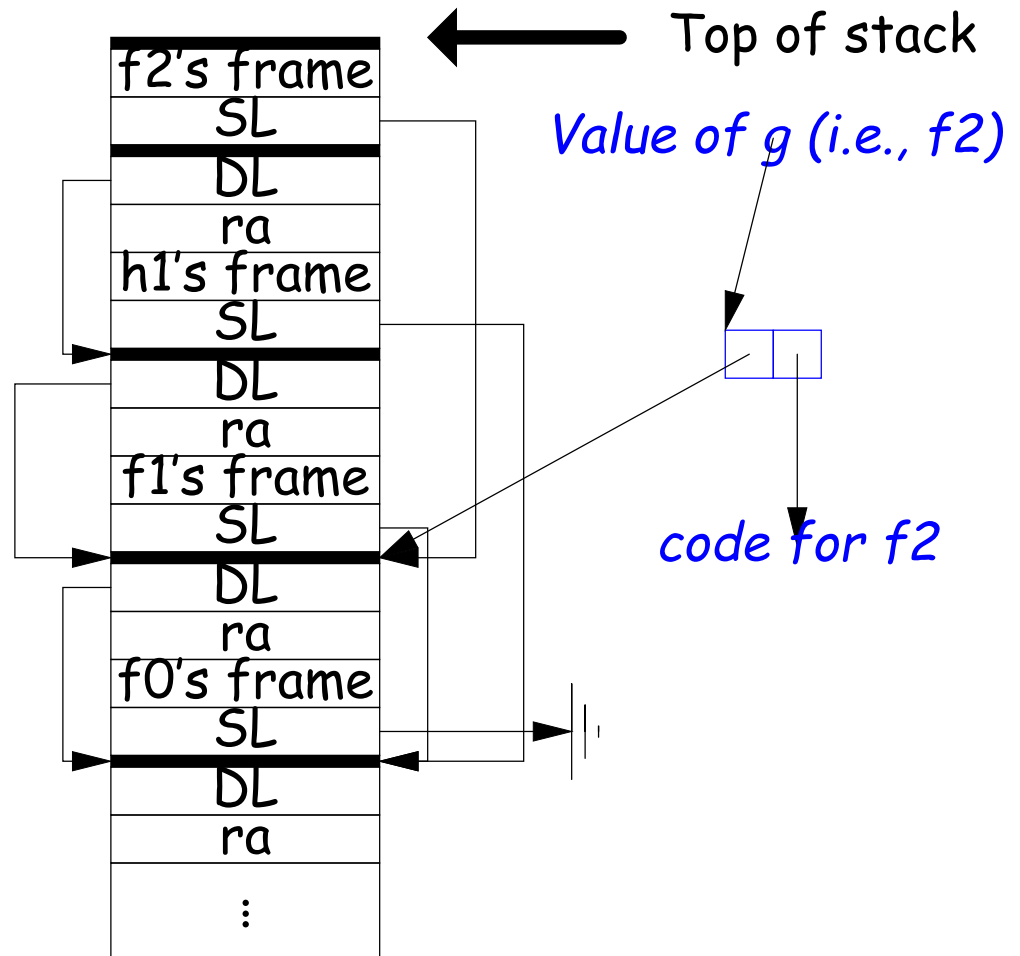 Top of stack
f2's frame
SL
Value of g (i.e., f2)
DL
ra
h1's frame
SL
DL
ra
f1's frame
SL
code for f2
DL
ra
f0's frame
SL
DL
ra
⋮